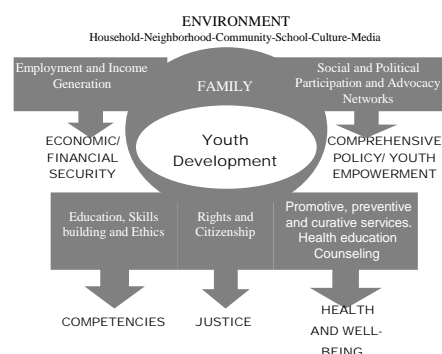 ENVIRONMENT
Household-Neighborhood-Community-School-Culture-Media
Employment and Income
Generation
FAMILY
Social and Political
Participation and Advocacy
Networks
ECONOMIC/
FINANCIAL
SECURITY
Youth
Development
COMPREHENSIVE
POLICY/ YOUTH
EMPOWERMENT
Education, Skills
building and Ethics
Rights and
Citizenship
Promotive, preventive
and curative services.
Health education
Counseling
COMPETENCIES
JUSTICE
HEALTH
AND WELL-
BEING